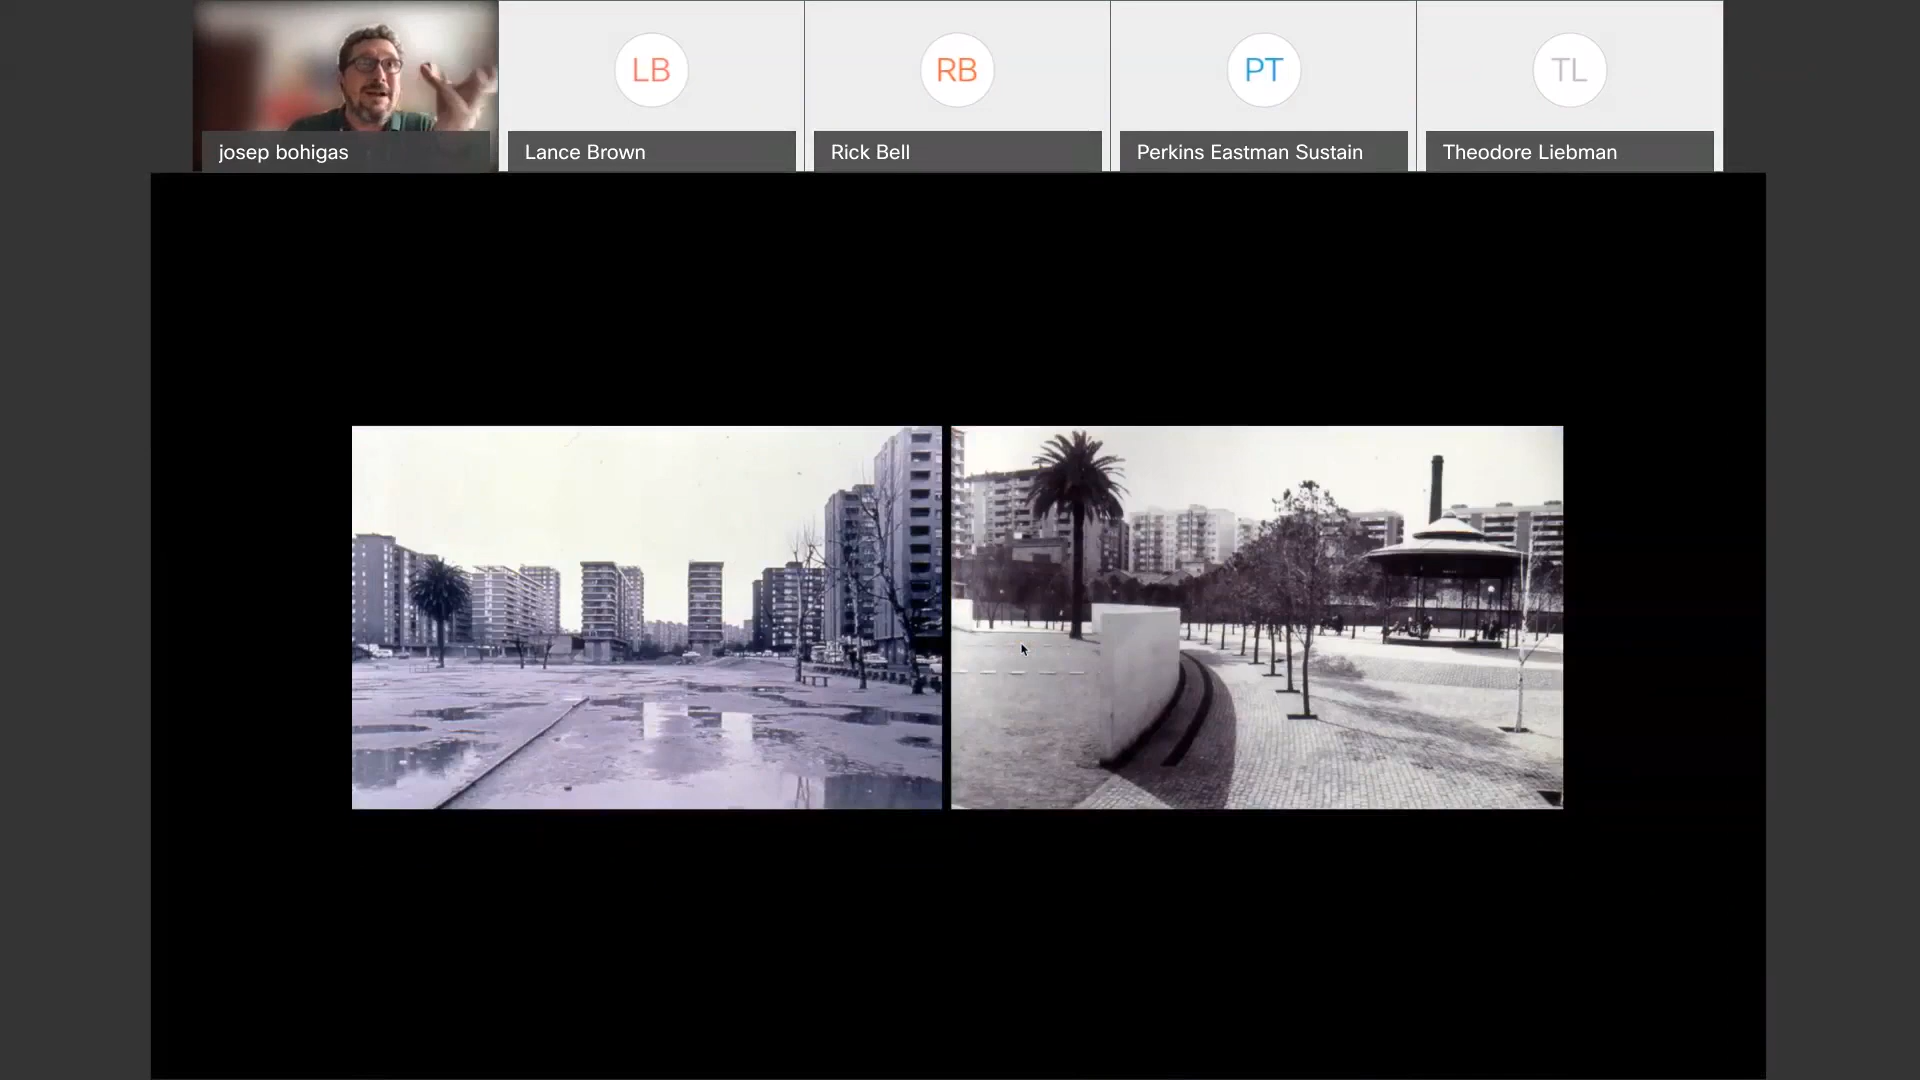 LB
RB
PT
TL
josep bohigas
Lance Brown
Rick Bell
Perkins Eastman Sustain
Theodore Liebman